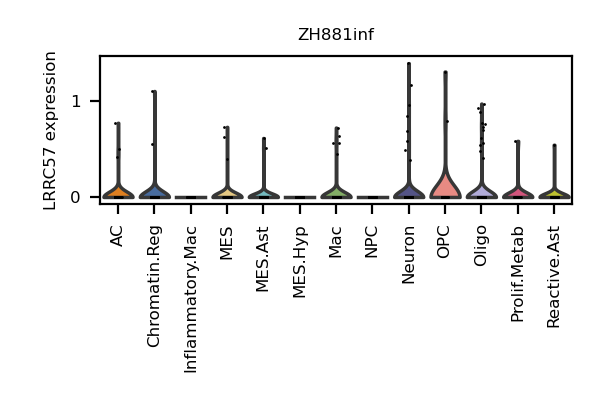 ZH881inf
LRRC57 expression
1
0
AC
Chromatin.Reg
Inflammatory.Mac
MES
MES.Ast
MES.Hyp
Mac
NPC
Neuron
OPC
Oligo
Prolif.Metab
Reactive.Ast